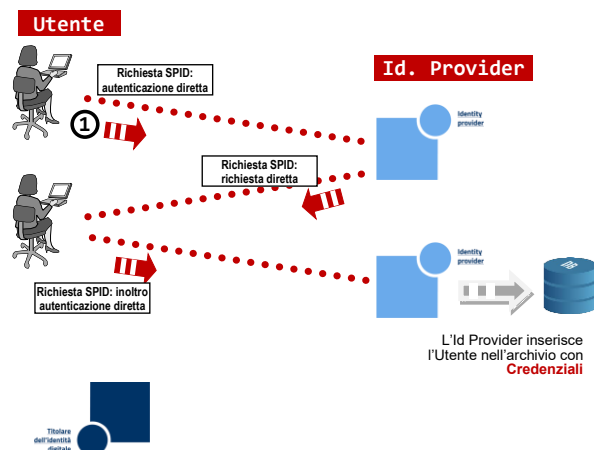 Utente
Richiesta SPID:
autenticazione diretta
Id. Provider
1
Identity
provider
Richiesta SPID:
richiesta diretta
Identity
provider
DB
Richiesta SPID: inoltro
autenticazione diretta
L'Id Provider inserisce
l'Utente nell'archivio con
Credenziali
Titolare
dell'identità
digitale